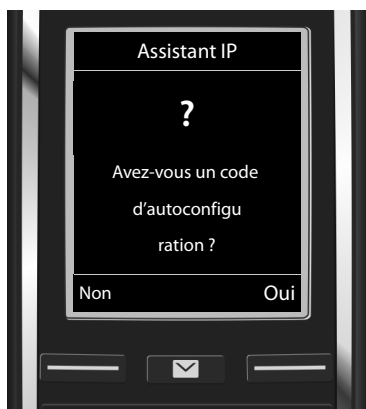 Assistant IP
?
Avez-vous un code
d'autoconfigu
ration ?
Non Oui